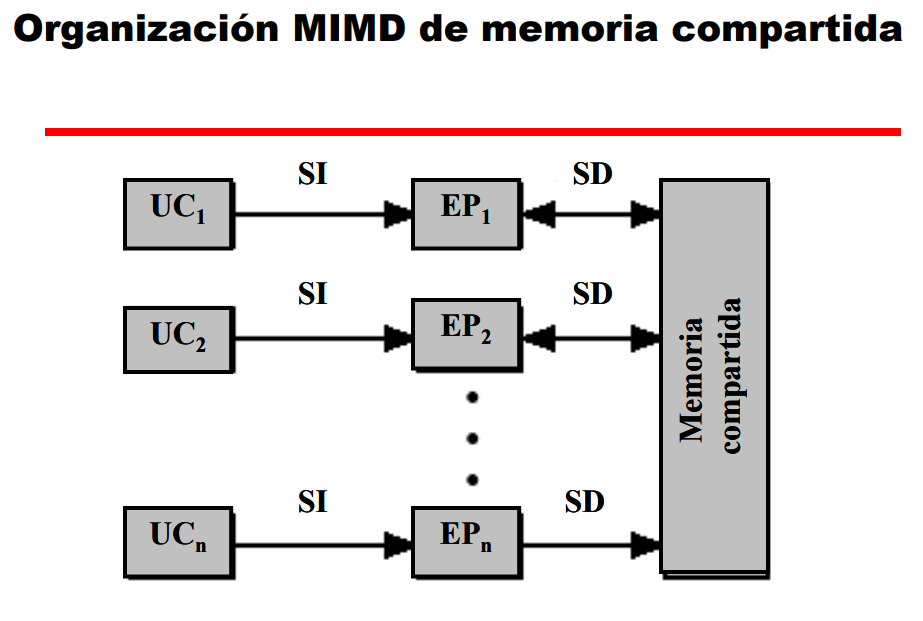 Organización MIMD de memoria compartida
SI
SD
UC₁
EP₁
SI
SD
UC₂
EP₂
Memoria
compartida
SI
SD
UCₙ
EPₙ